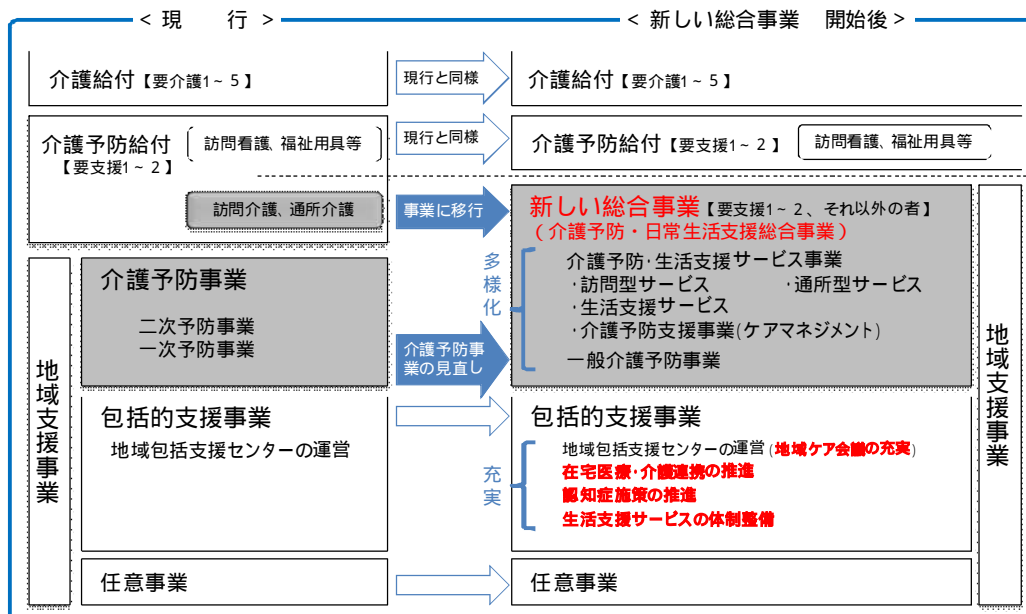 ＜ 現　行 ＞
＜ 新しい総合事業　開始後＞
介護給付【要介護1~5】
現行と同様
介護給付【要介護1~5】
介護予防給付
【要支援1~2】
訪問看護、福祉用具等
現行と同様
介護予防給付【要支援1~2】
訪問看護、福祉用具等
訪問介護、通所介護
事業に移行
新しい総合事業【要支援1~2、それ以外の者】
（介護予防・日常生活支援総合事業）
多様化
介護予防・生活支援サービス事業
・訪問型サービス　・通所型サービス
・生活支援サービス
・介護予防支援事業(ケアマネジメント)
一般介護予防事業
介護予防事業
二次予防事業
一次予防事業
介護予防事
業の見直し
地域支援事業
地域支援事業
包括的支援事業
地域包括支援センターの運営
充実
包括的支援事業
地域包括支援センターの運営(地域ケア会議の充実)
在宅医療・介護連携の推進
認知症施策の推進
生活支援サービスの体制整備
任意事業
任意事業